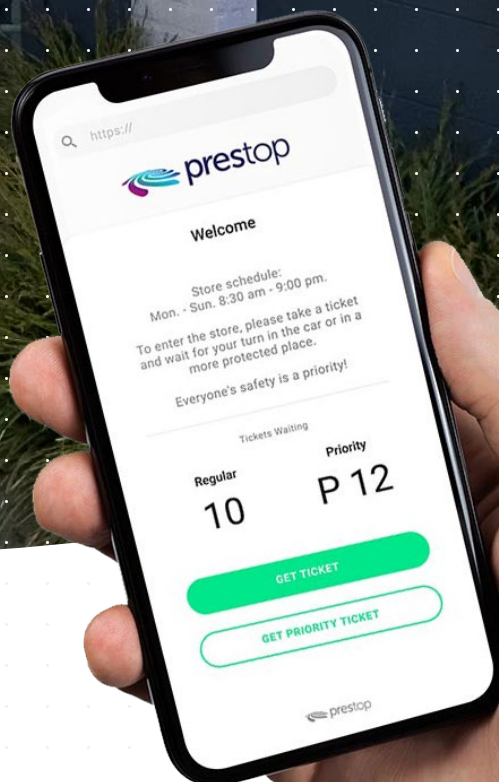 https://
prestop
Welcome
Store schedule:
Mon. - Sun. 8:30 am - 9:00 pm.
To enter the store, please take a ticket
and wait for your turn in the car or in a
more protected place.
Everyone's safety is a priority!
Tickets Waiting
Regular Priority
10 P 12
GET TICKET
GET PRIORITY TICKET
prestop